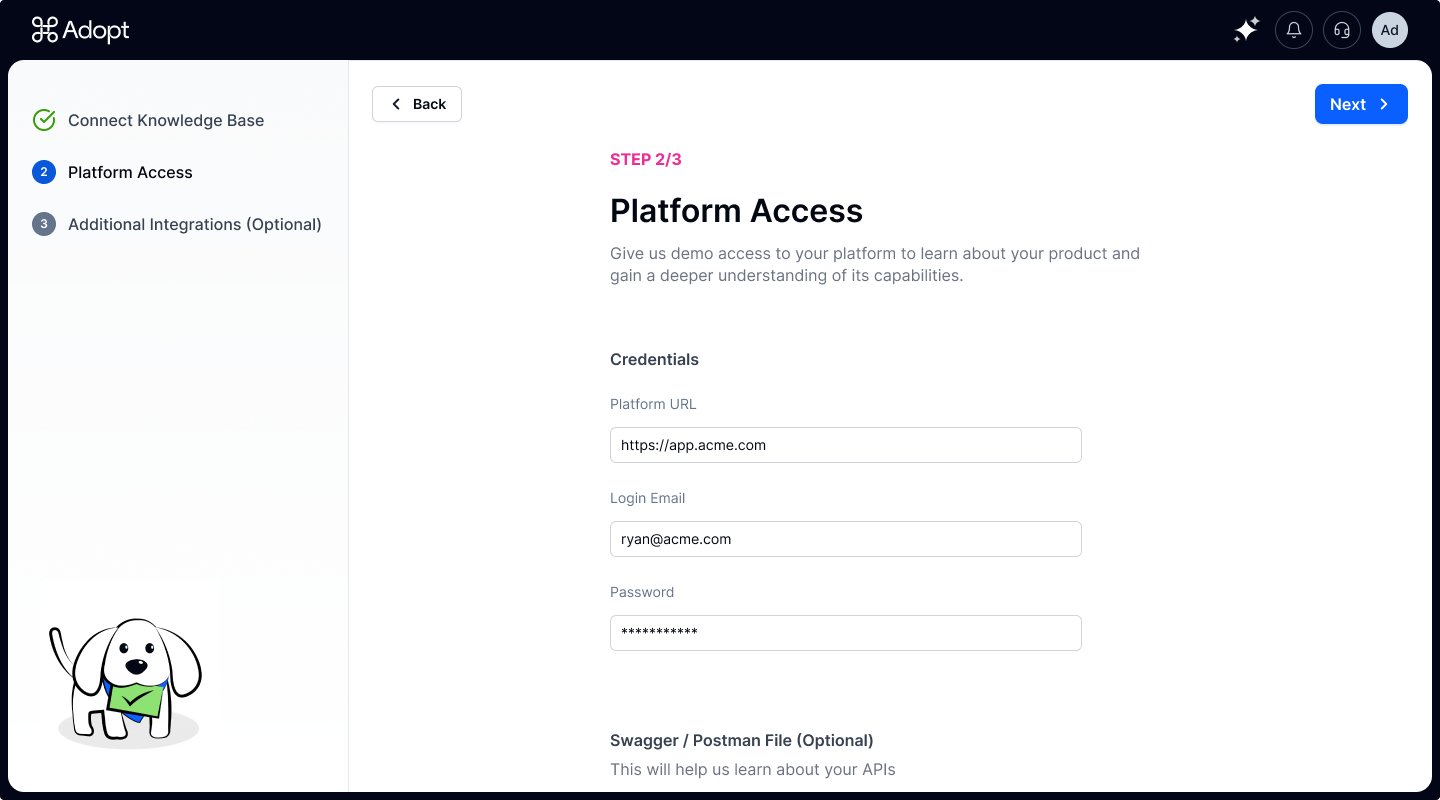 Adopt
Ad
Connect Knowledge Base
2 Platform Access
3 Additional Integrations (Optional)
Back
Next
STEP 2/3
Platform Access
Give us demo access to your platform to learn about your product and
gain a deeper understanding of its capabilities.
Credentials
Platform URL
https://app.acme.com
Login Email
ryan@acme.com
Password
***********
Swagger / Postman File (Optional)
This will help us learn about your APIs